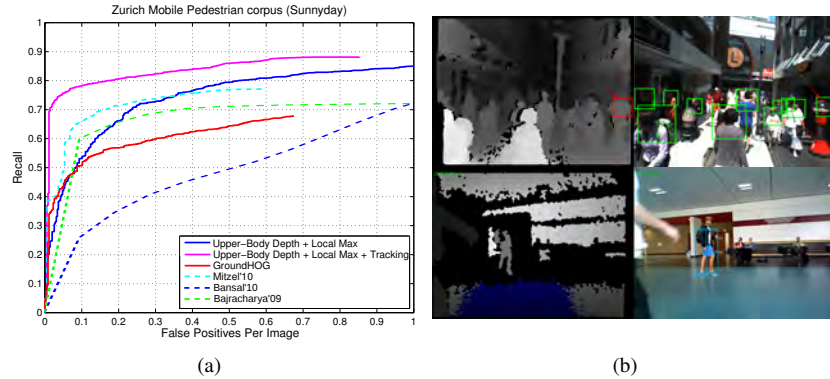 Zurich Mobile Pedestrian corpus (Sunnyday)
1
0.9
0.8
0.7
0.6
0.5
0.4
0.3
0.2
0.1
0
Recall
Upper-Body Depth + Local Max
Upper-Body Depth + Local Max + Tracking
GroundHOG
Mitzel'10
Bansal'10
Bajracharya'09
0 0.1 0.2 0.3 0.4 0.5 0.6 0.7 0.8 0.9 1
False Positives Per Image
L
(a)
(b)